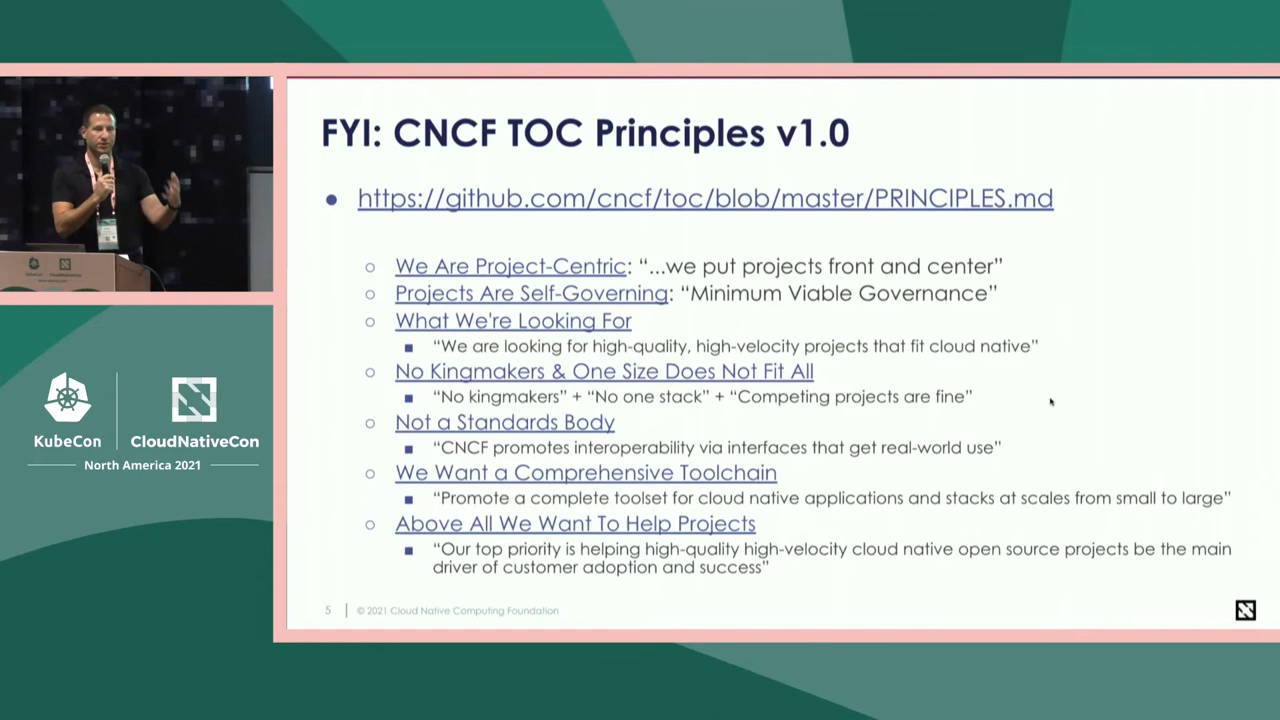 FYI: CNCF TOC Principles v1.0
● https://github.com/cncf/toc/blob/master/PRINCIPLES.md
○ We Are Project-Centric: “...we put projects front and center”
○ Projects Are Self-Governing: “Minimum Viable Governance”
○ What We're Looking For
■ “We are looking for high-quality, high-velocity projects that fit cloud native”
○ No Kingmakers & One Size Does Not Fit All
■ “No kingmakers” + “No one stack” + “Competing projects are fine”
○ Not a Standards Body
■ “CNCF promotes interoperability via interfaces that get real-world use”
○ We Want a Comprehensive Toolchain
■ “Promote a complete toolset for cloud native applications and stacks at scales from small to large”
○ Above All We Want To Help Projects
■ “Our top priority is helping high-quality high-velocity cloud native open source projects be the main
driver of customer adoption and success”
5 | © 2021 Cloud Native Computing Foundation
KubeCon CloudNativeCon
KubeCon | CloudNativeCon
North America 2021